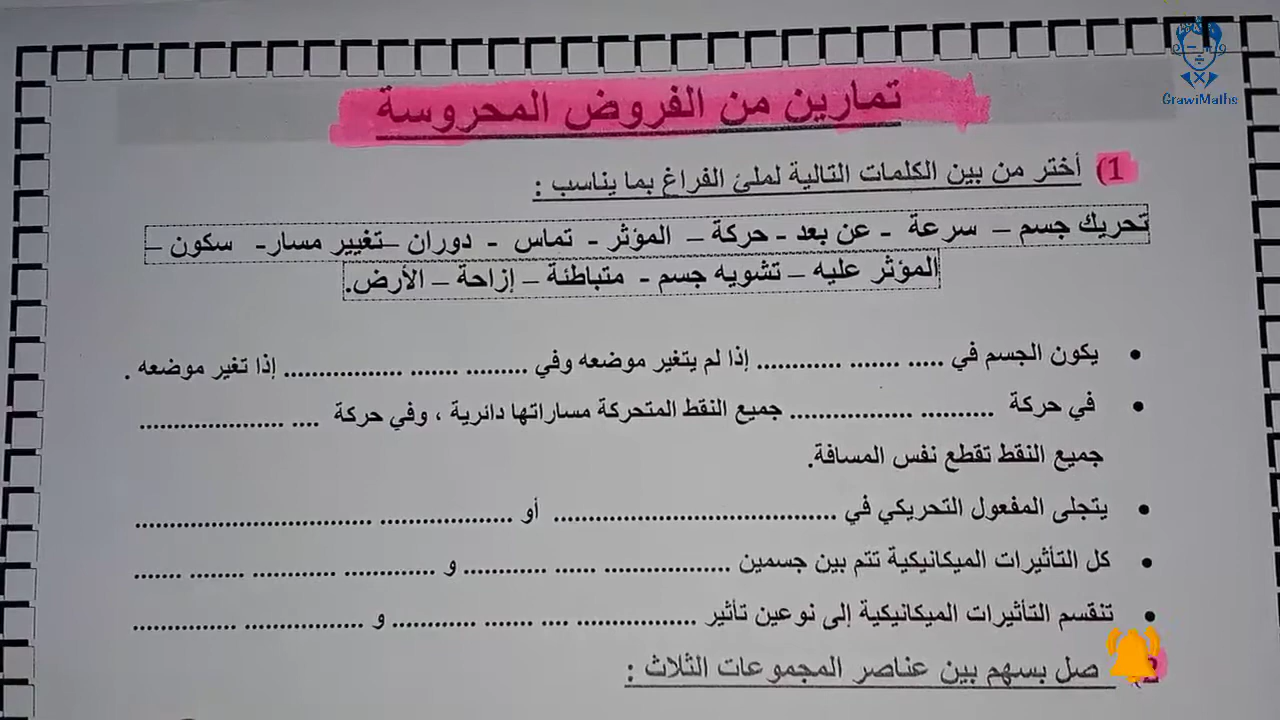 GrawiMaths
تمارين من الفروض المحروسة
1) أختر من بين الكلمات التالية لملئ الفراغ بما يناسب :
تحريك جسم – سرعة - عن بعد - حركة – المؤثر - تماس - دوران –تغيير مسار- سكون –
المؤثر عليه – تشويه جسم - متباطئة – إزاحة – الأرض.
• يكون الجسم في ..... ....... ............ إذا لم يتغير موضعه وفي ......... ....... ................. إذا تغير موضعه .
• في حركة .......... ................. جميع النقط المتحركة مساراتها دائرية ، وفي حركة .... .....................
جميع النقط تقطع نفس المسافة.
• يتجلى المفعول التحريكي في ......................................... أو ................... ..................................
• كل التأثيرات الميكانيكية تتم بين جسمين .................. ...... ............ و ............. ............ ........ .......
• تنقسم التأثيرات الميكانيكية إلى نوعين تأثير ................. .... ....... ............ و ................. ...............
2) صل بسهم بين عناصر المجموعات الثلاث :